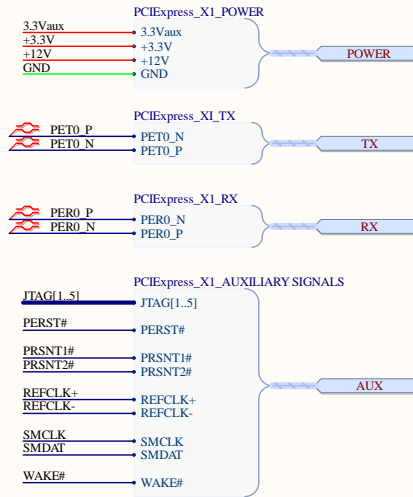 PCIExpress_X1_POWER
3.3Vaux 3.3Vaux
+3.3V +3.3V
+12V +12V
GND GND
POWER
PCIExpress_XI_TX
PET0_P PET0_N
PET0_N PET0_P
TX
PCIExpress_X1_RX
PER0_P PER0_N
PER0_N PER0_P
RX
PCIExpress_X1_AUXILIARY SIGNALS
JTAG[1..5] JTAG[1..5]
PERST# PERST#
PRSNT1# PRSNT1#
PRSNT2# PRSNT2#
AUX
REFCLK+ REFCLK+
REFCLK- REFCLK-
SMCLK SMCLK
SMDAT SMDAT
WAKE# WAKE#